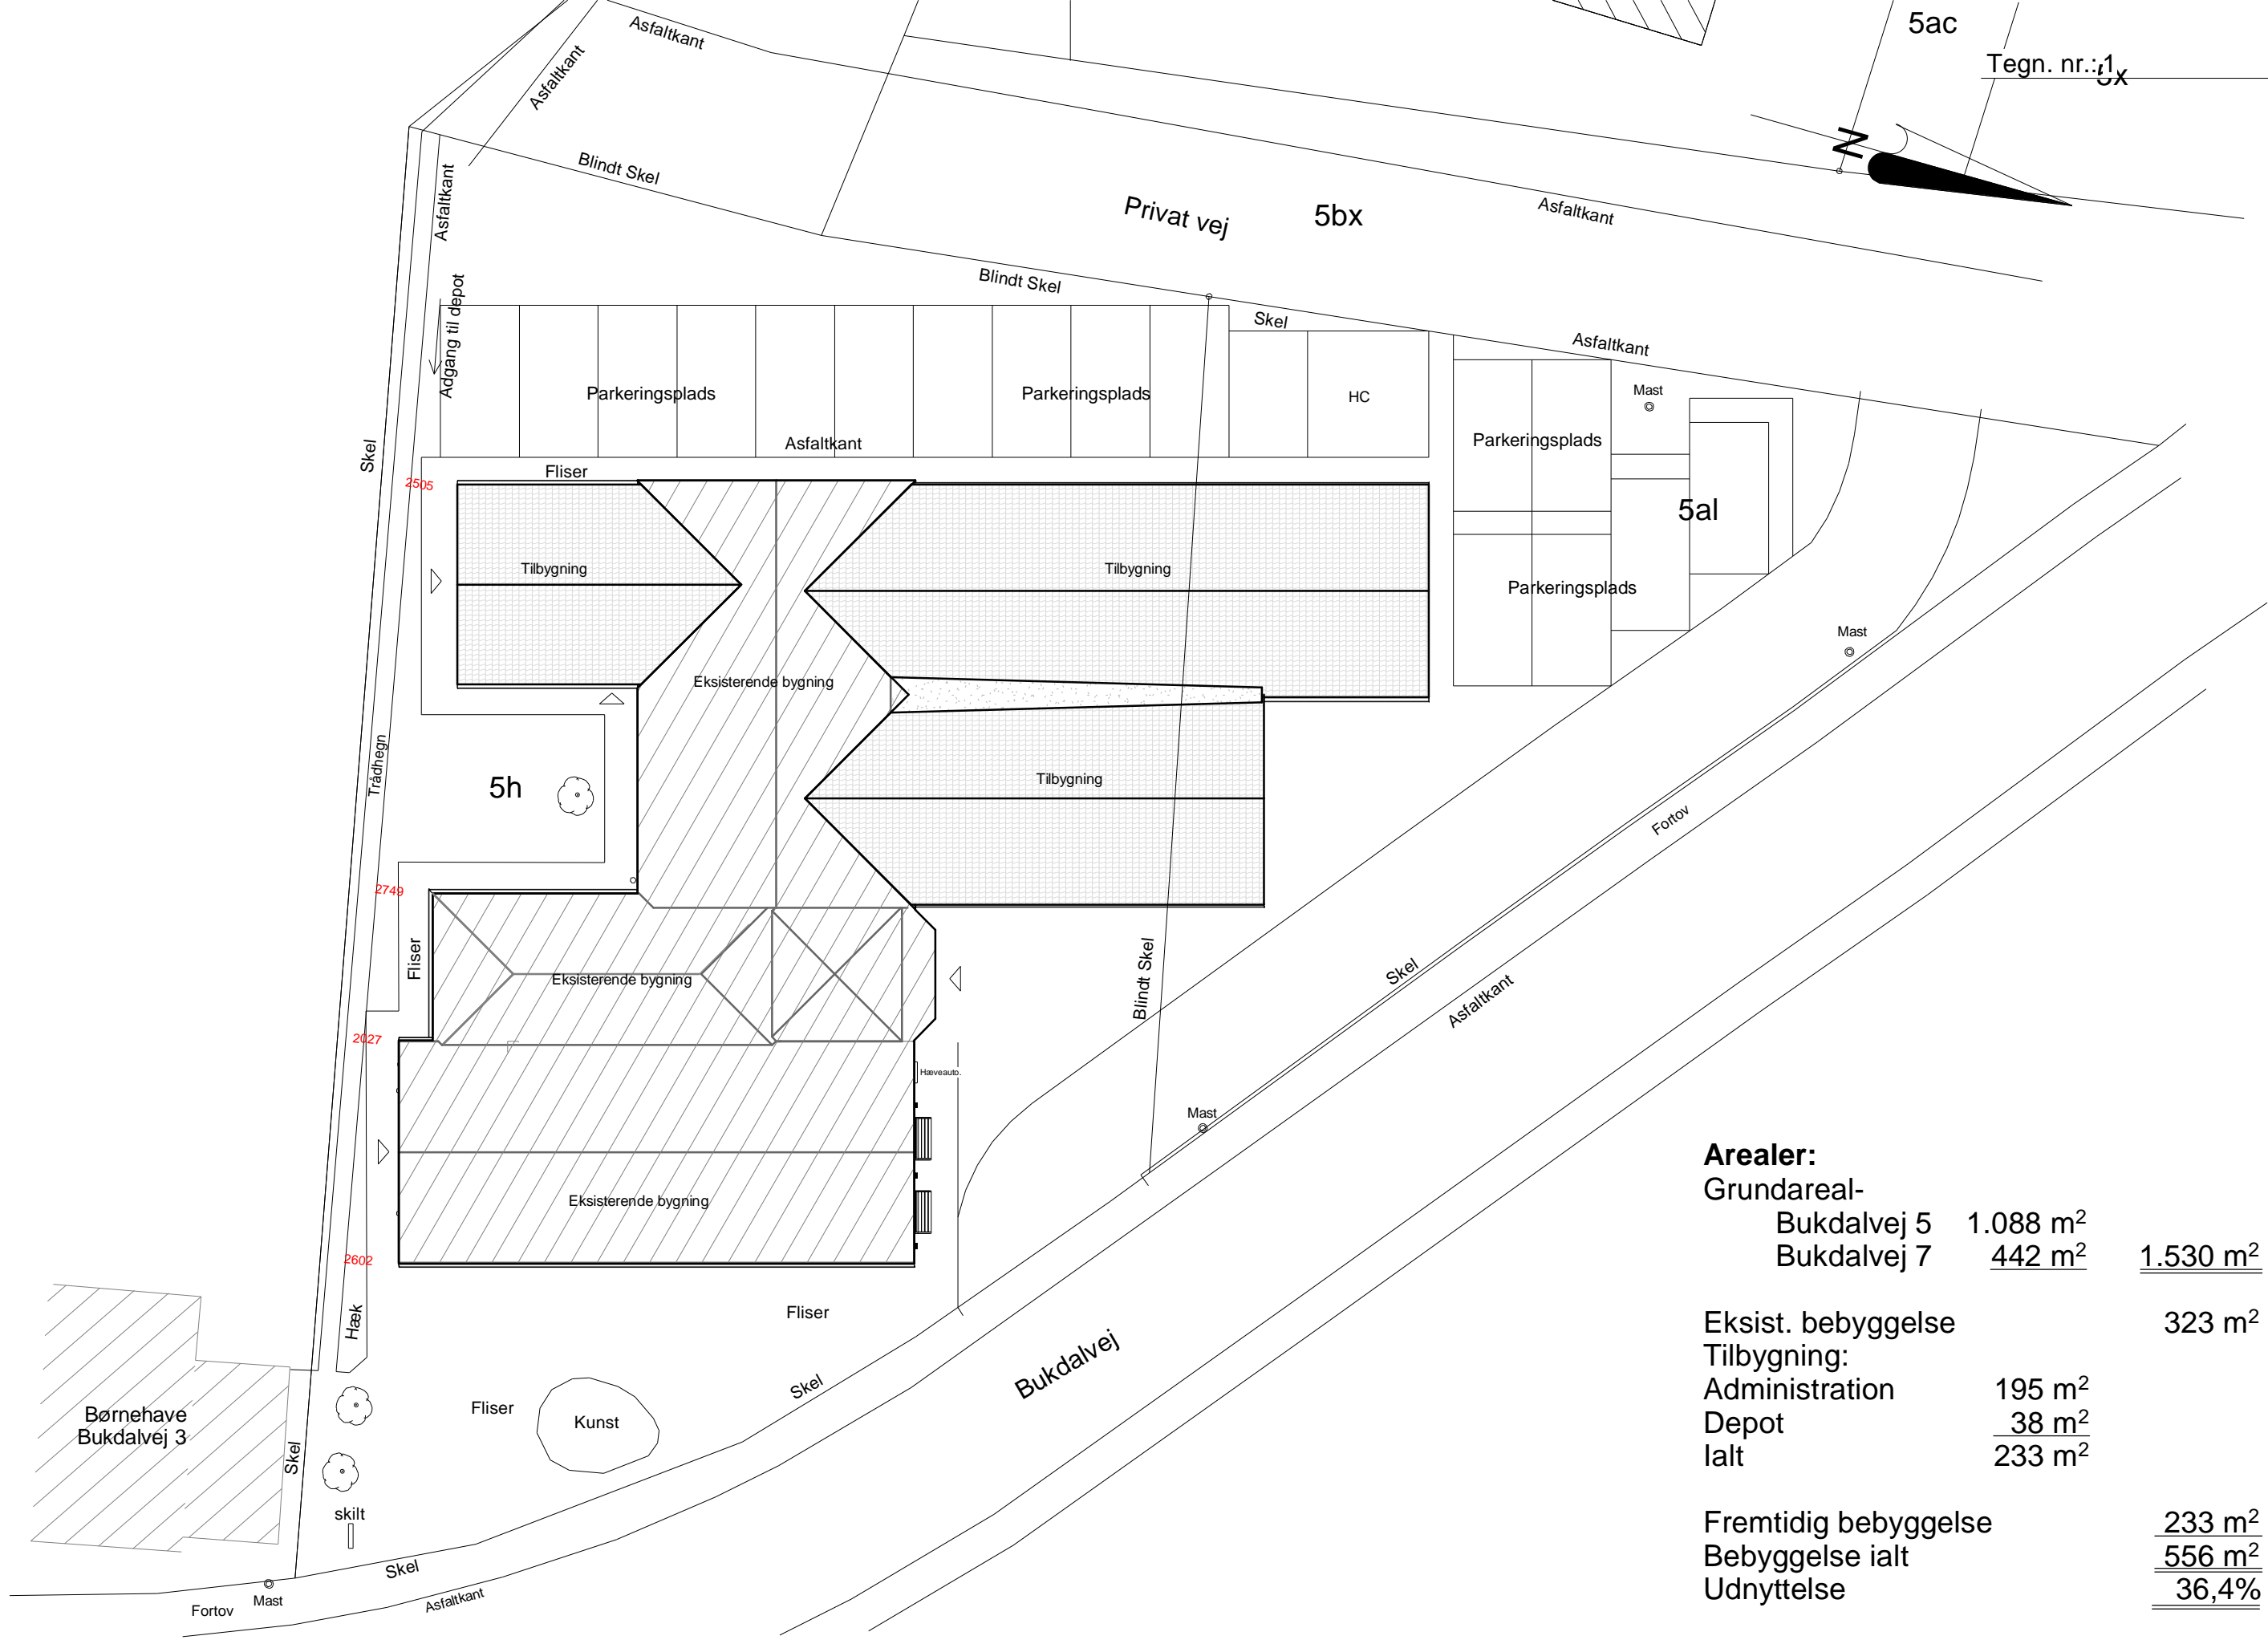 5ac
Asfaltkant
Tegn. nr.:1
5x
Asfaltkant
N
Blindt Skel
Asfaltkant
Privat vej
5bx
Asfaltkant
Blindt Skel
Adgang til depot
Skel
Asfaltkant
Parkeringsplads
Parkeringsplads
HC
Mast
Asfaltkant
Parkeringsplads
Skel
Fliser
2505
5al
Tilbygning
Tilbygning
Parkeringsplads
Mast
Eksisterende bygning
Trådhegn
5h
Tilbygning
Fortov
2749
Fliser
Eksisterende bygning
Blindt Skel
Skel
Asfaltkant
2027
Hæveauto.
Mast
Eksisterende bygning
2602
Hæk
Fliser
Bukdalvej
Skel
Fliser
Kunst
Børnehave
Bukdalvej 3
Skel
skilt
Skel
Mast
Fortov
Asfaltkant
Arealer:
Grundareal-
Bukdalvej 5 1.088 m²
Bukdalvej 7 442 m² 1.530 m²
Eksist. bebyggelse 323 m²
Tilbygning:
Administration 195 m²
Depot 38 m²
Ialt 233 m²
Fremtidig bebyggelse 233 m²
Bebyggelse ialt 556 m²
Udnyttelse 36,4%